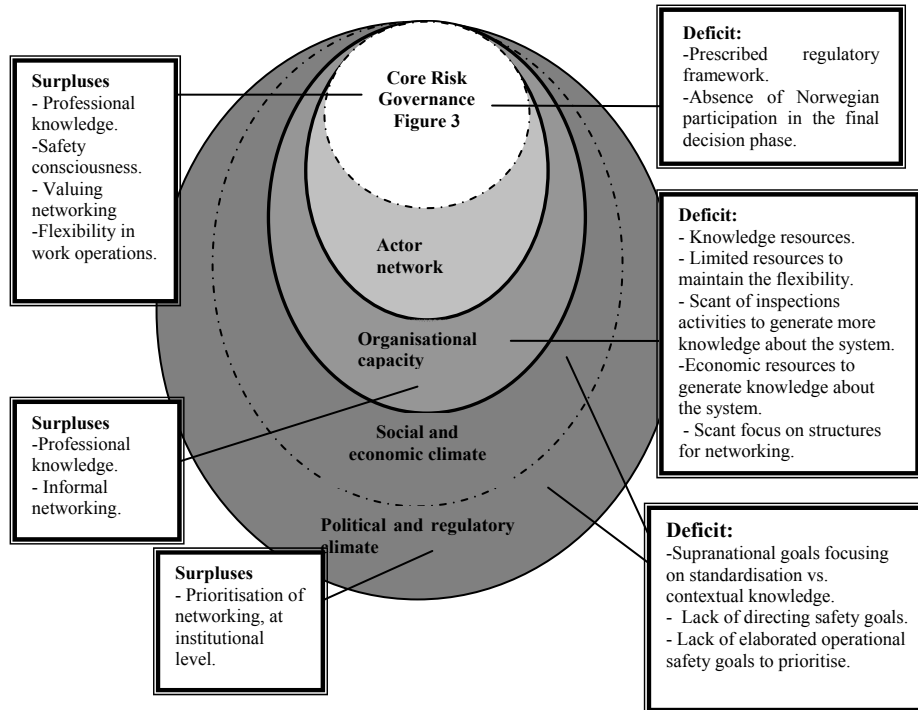 Surpluses
- Professional
knowledge.
-Safety
consciousness.
- Valuing
networking
-Flexibility in
work operations.
Core Risk
Governance
Figure 3
Deficit:
-Prescribed regulatory
framework.
-Absence of Norwegian
participation in the final
decision phase.
Actor
network
Deficit:
- Knowledge resources.
- Limited resources to
maintain the flexibility.
- Scant of inspections
activities to generate more
knowledge about the system.
-Economic resources to
generate knowledge about
the system.
- Scant focus on structures
for networking.
Organisational
capacity
Surpluses
-Professional
knowledge.
- Informal
networking.
Social and
economic climate
Political and regulatory
climate
Surpluses
- Prioritisation of
networking, at
institutional
level.
Deficit:
-Supranational goals focusing
on standardisation vs.
contextual knowledge.
- Lack of directing safety goals.
- Lack of elaborated operational
safety goals to prioritise.